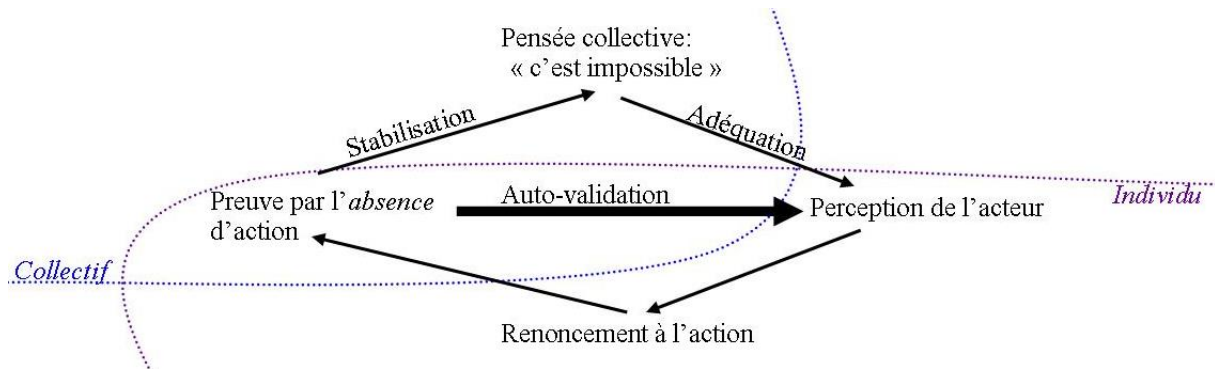 Pensée collective:
« c’est impossible »
Stabilisation
Adéquation
Preuve par l’absence
d’action
Auto-validation
Perception de l’acteur
Individu
Collectif
Renoncement à l’action